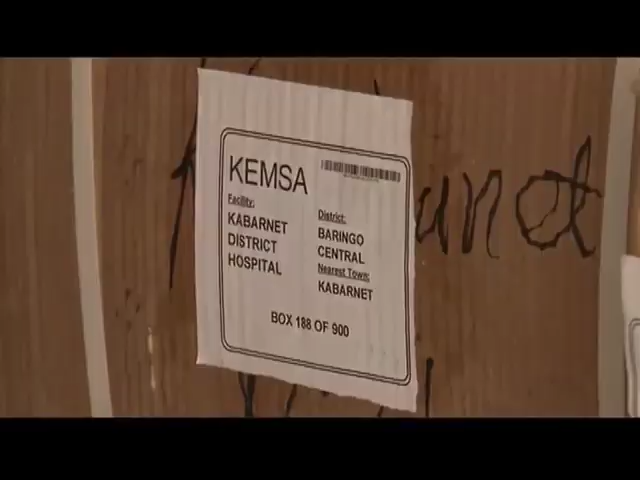 KEMSA
Facility:
KABARNET
DISTRICT
HOSPITAL
District:
BARINGO
CENTRAL
Nearest Town:
KABARNET
BOX 188 OF 900